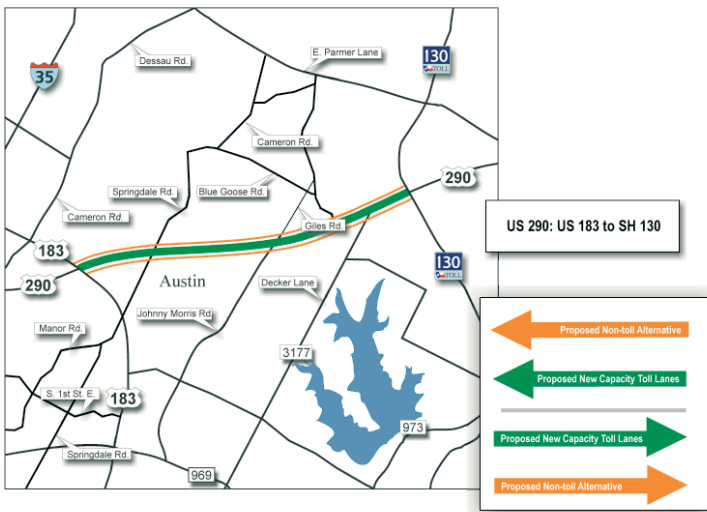 Dessau Rd.
E. Parmer Lane
130
TOLL
35
Cameron Rd.
290
Springdale Rd.
Blue Goose Rd.
Cameron Rd.
Giles Rd.
US 290: US 183 to SH 130
183
290
Austin
130
TOLL
Decker Lane
Manor Rd.
Johnny Morris Rd
Proposed Non-toll Alternative
3177
Proposed New Capacity Toll Lanes
S. 1st St. E.
183
973
Proposed New Capacity Toll Lanes
Springdale Rd.
969
Proposed Non-toll Alternative